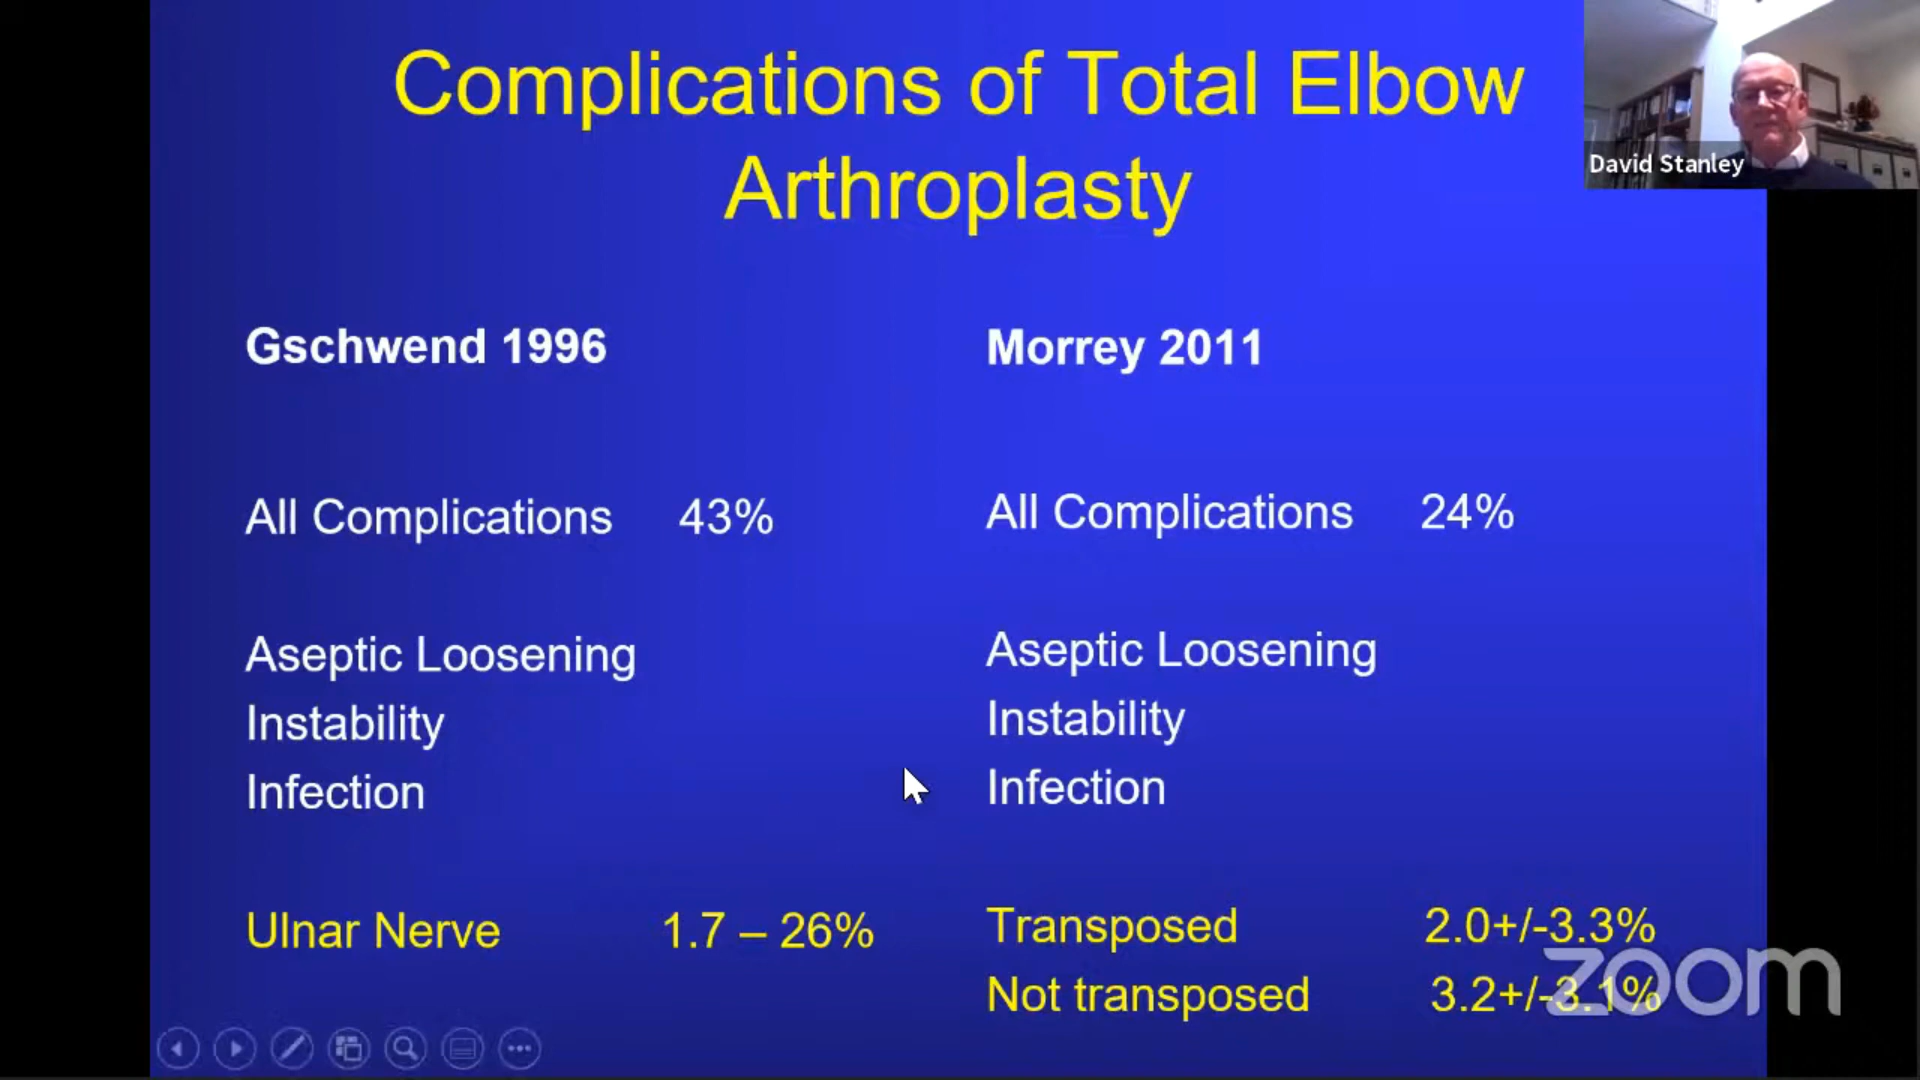 Complications of Total Elbow
Arthroplasty
David Stanley
Gschwend 1996
All Complications 43%
Aseptic Loosening
Instability
Infection
Ulnar Nerve 1.7 – 26%
Morrey 2011
All Complications 24%
Aseptic Loosening
Instability
Infection
Transposed 2.0+/-3.3%
Not transposed 3.2+/-3.1%
zoom